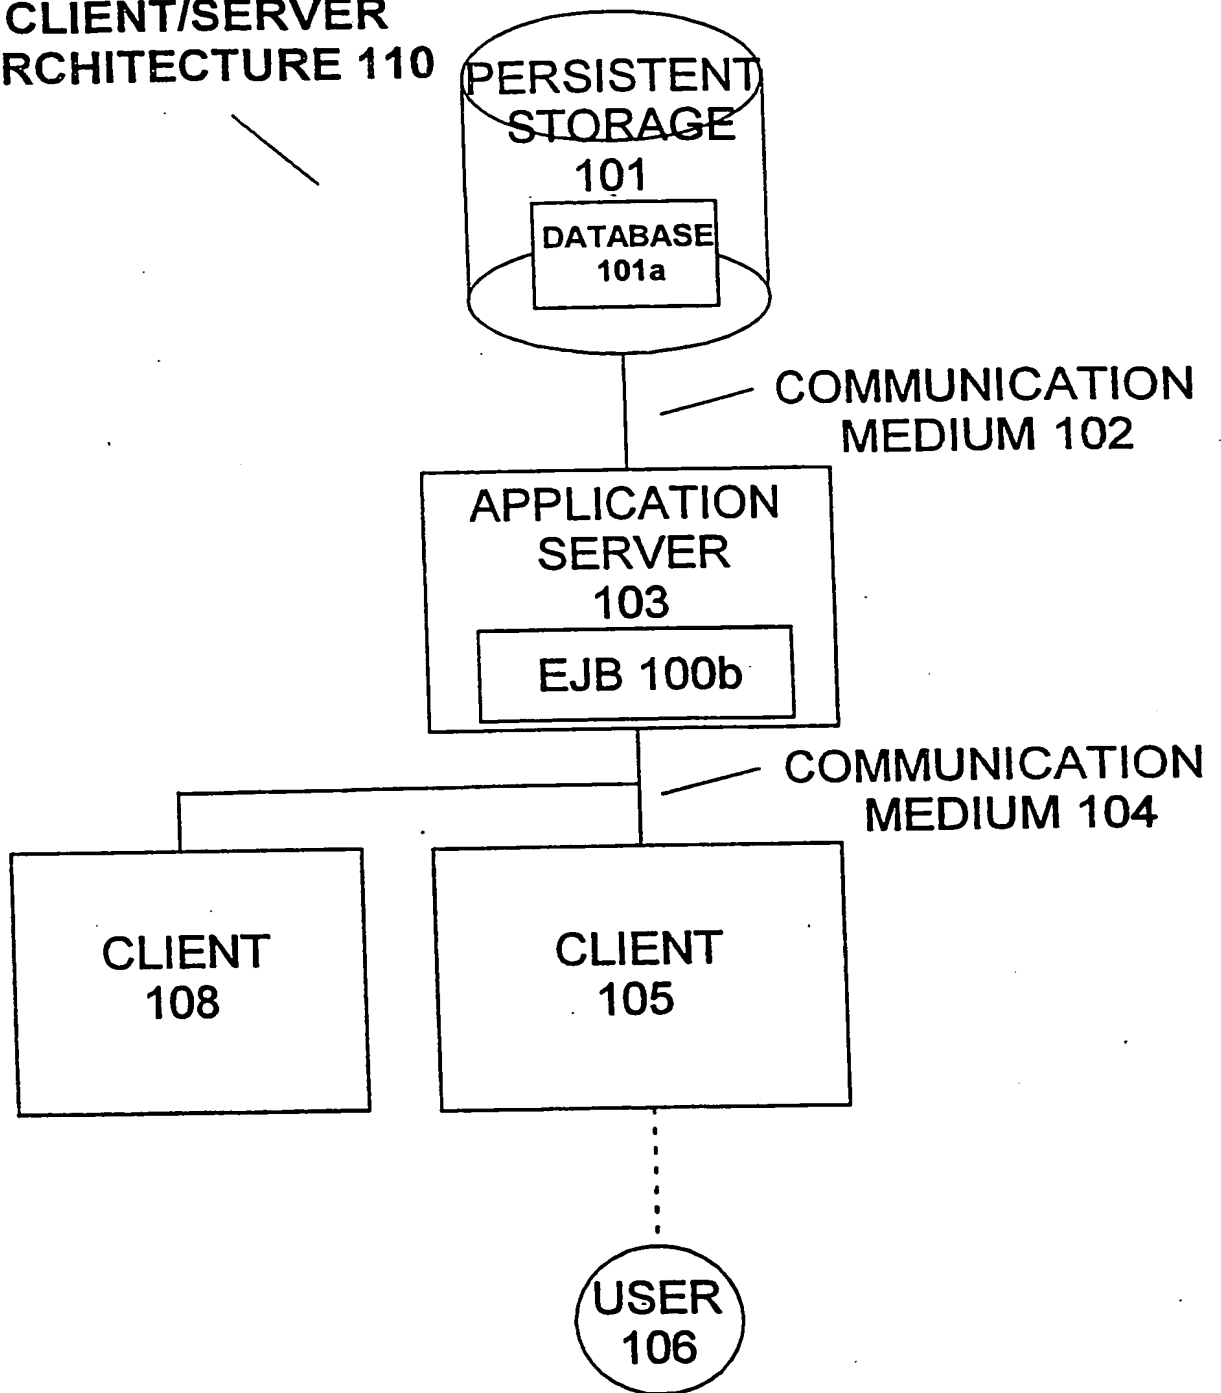 CLIENT/SERVER
RCHITECTURE 110
PERSISTENT
STORAGE
101
DATABASE
101a
COMMUNICATION
MEDIUM 102
APPLICATION
SERVER
103
EJB 100b
COMMUNICATION
MEDIUM 104
CLIENT
108
CLIENT
105
USER
106